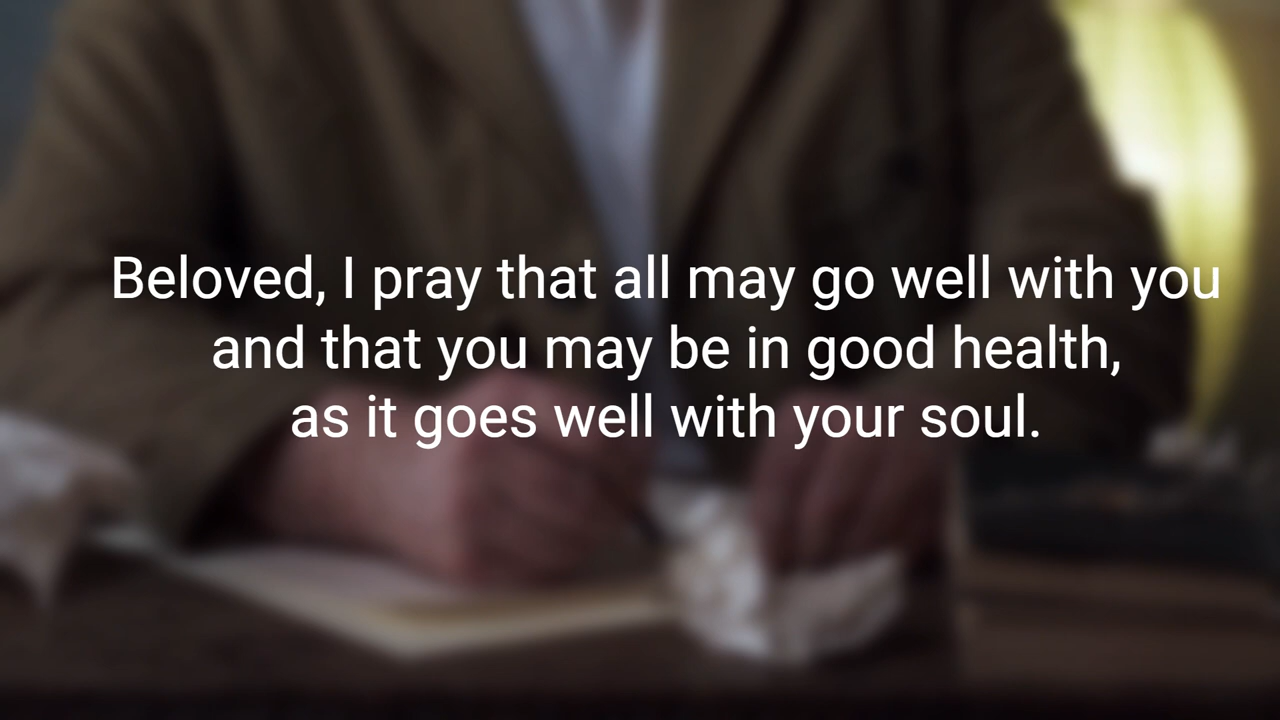 Beloved, I pray that all may go well with you
and that you may be in good health,
as it goes well with your soul.